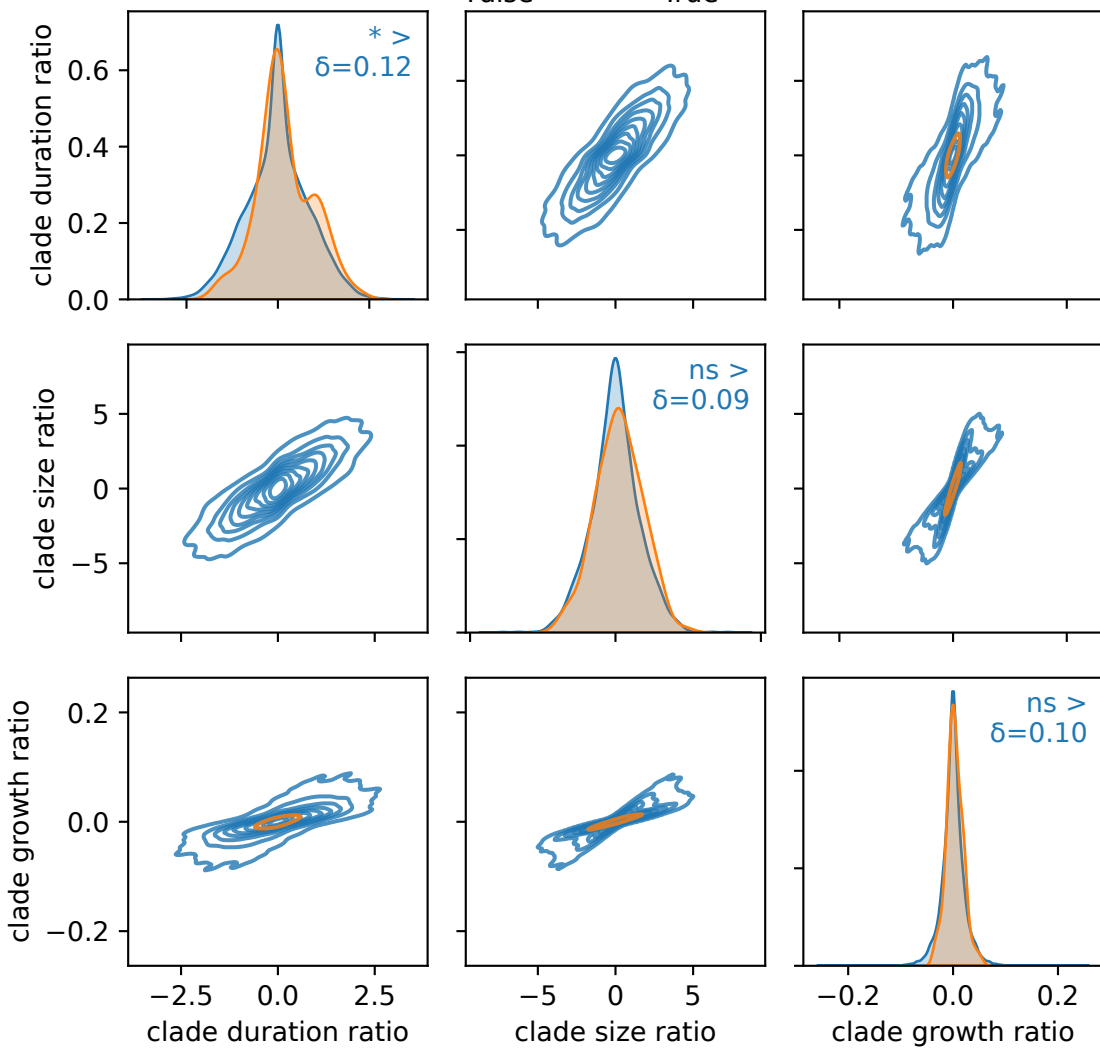 clade duration ratio
0.6
0.4
0.2
0.0
* >
δ=0.12
clade size ratio
5
0
−5
ns >
δ=0.09
clade growth ratio
0.2
0.0
−0.2
ns >
δ=0.10
−2.5 0.0 2.5
−5 0 5
−0.2 0.0 0.2
clade duration ratio
clade size ratio
clade growth ratio